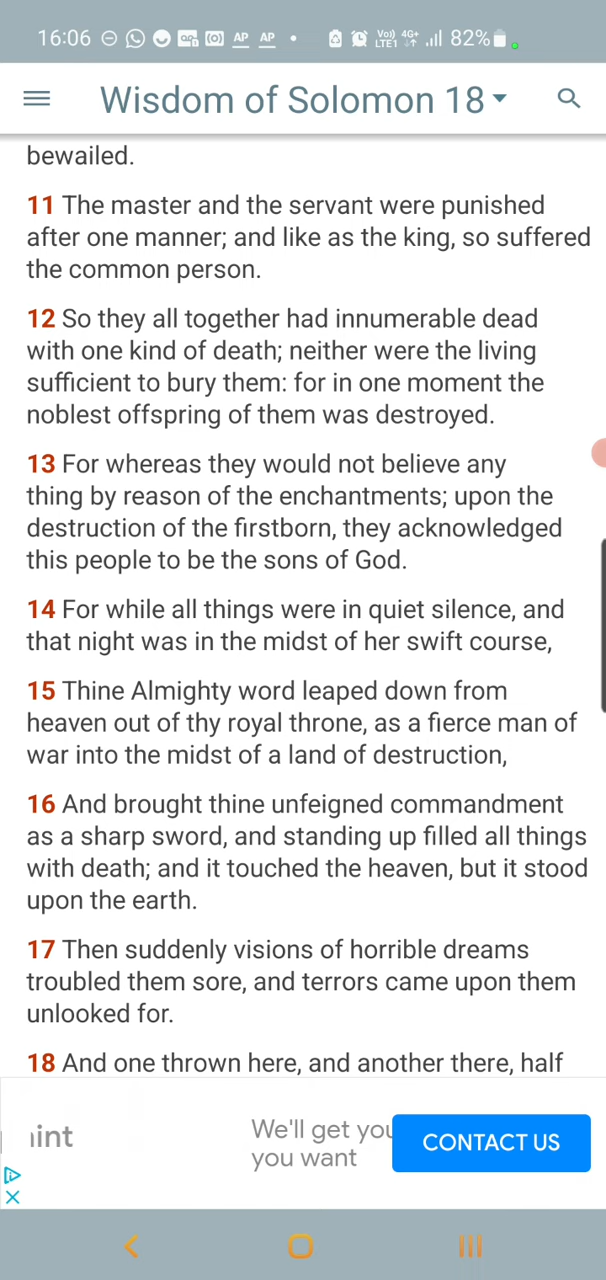 16:06 AP AP Vo)) LTE1 4G+ 82%
Wisdom of Solomon 18
bewailed.
11 The master and the servant were punished
after one manner; and like as the king, so suffered
the common person.
12 So they all together had innumerable dead
with one kind of death; neither were the living
sufficient to bury them: for in one moment the
noblest offspring of them was destroyed.
13 For whereas they would not believe any
thing by reason of the enchantments; upon the
destruction of the firstborn, they acknowledged
this people to be the sons of God.
14 For while all things were in quiet silence, and
that night was in the midst of her swift course,
15 Thine Almighty word leaped down from
heaven out of thy royal throne, as a fierce man of
war into the midst of a land of destruction,
16 And brought thine unfeigned commandment
as a sharp sword, and standing up filled all things
with death; and it touched the heaven, but it stood
upon the earth.
17 Then suddenly visions of horrible dreams
troubled them sore, and terrors came upon them
unlooked for.
18 And one thrown here, and another there, half
We'll get you
you want
CONTACT US